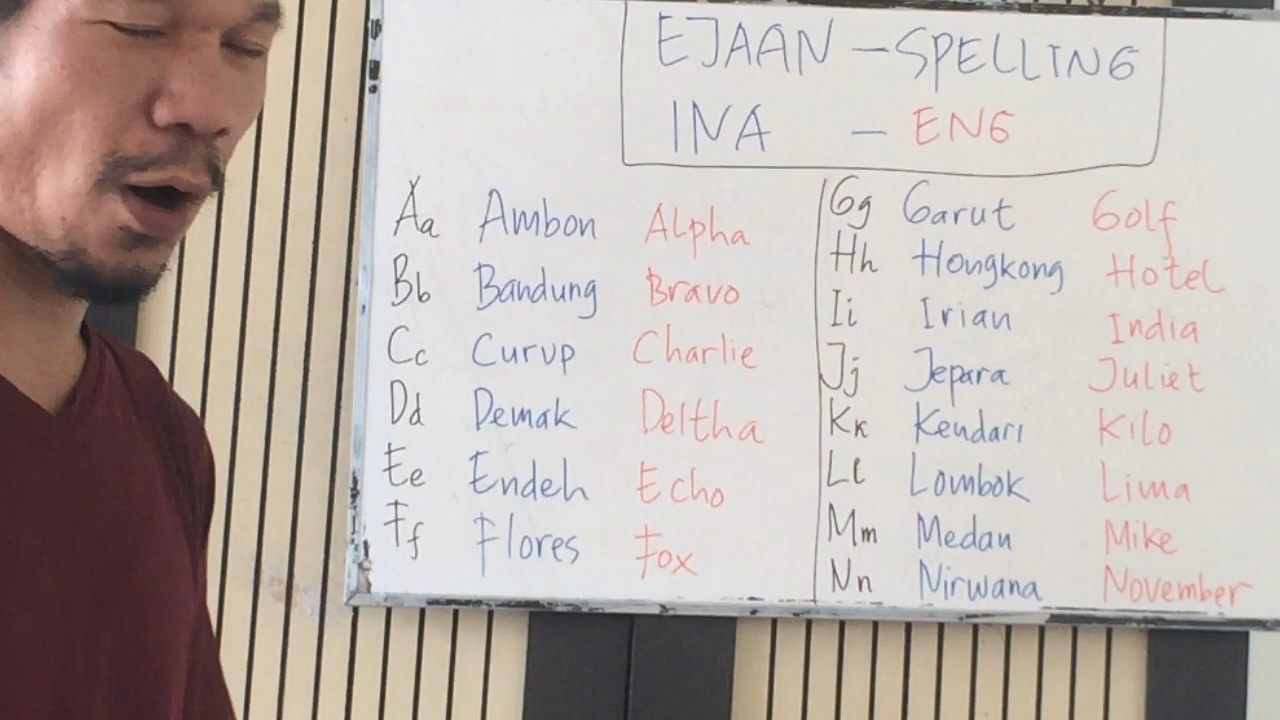 EJAAN – SPELLING
INA – ENG
Aa Ambon Alpha
Bb Bandung Bravo
Cc Curup Charlie
Dd Demak Deltha
Ee Endeh Echo
Ff Flores Fox
Gg Garut Golf
Hh Hongkong Hotel
Ii Irian India
Jj Jepara Juliet
Kk Kendari Kilo
Ll Lombok Lima
Mm Medan Mike
Nn Nirwana November